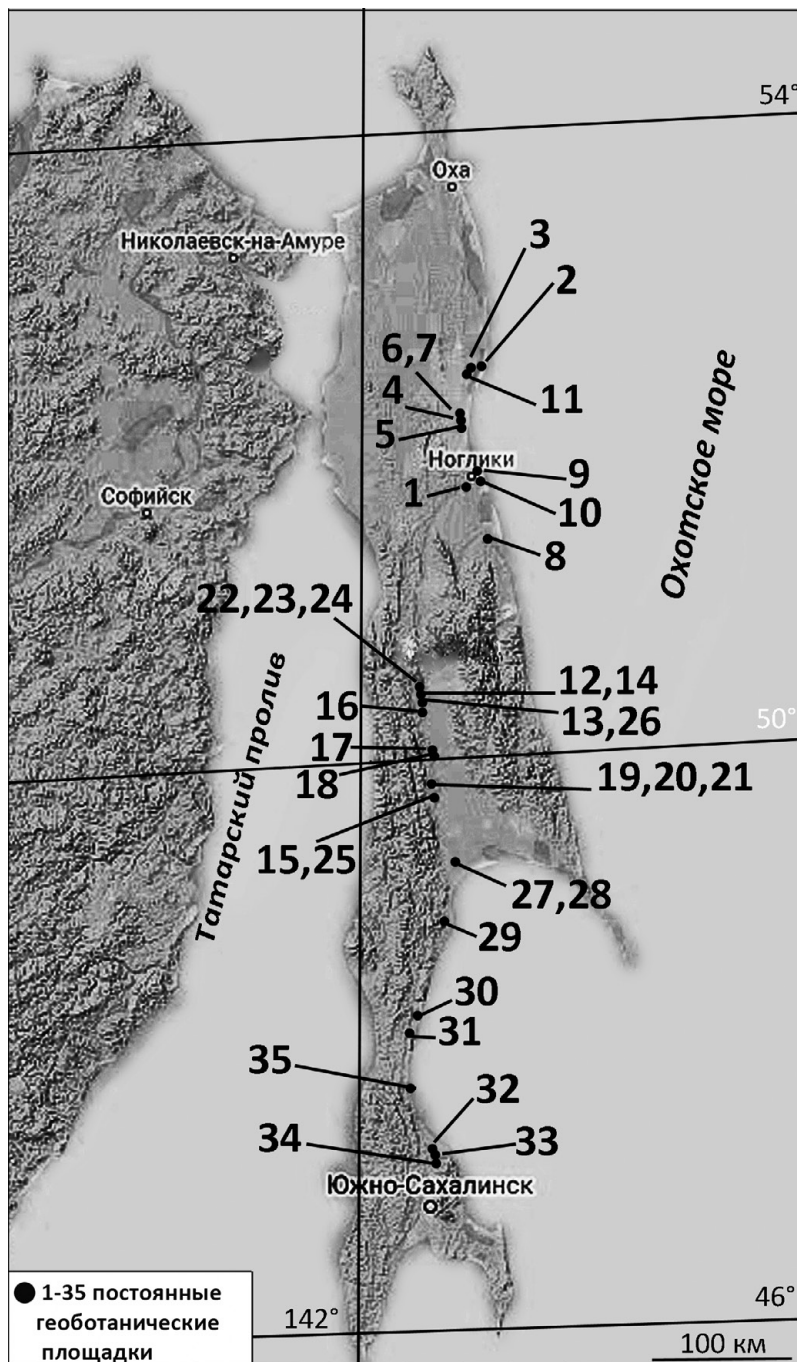 54°
Оха
Николаевск-на-Амуре
3
2
6,7
4
11
5
Охотское море
Ноглики
9
1
10
Софийск
8
22,23,24
12,14
16
13,26
50°
17
18
19,20,21
Татарский пролив
15,25
27,28
29
30
31
35
32
34
33
Южно-Сахалинск
1-35 постоянные
геоботанические
площадки
142°
46°
100 км